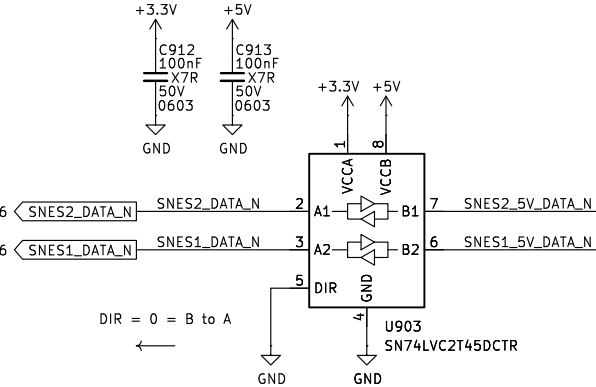 +3.3V
+5V
C912
100nF
X7R
50V
0603
C913
100nF
X7R
50V
0603
GND
GND
+3.3V
+5V
1
8
VCCA
VCCB
6
SNES2_DATA_N
SNES2_DATA_N
2
A1
B1
7
SNES2_5V_DATA_N
6
SNES1_DATA_N
SNES1_DATA_N
3
A2
B2
6
SNES1_5V_DATA_N
5
DIR
GND
4
DIR = 0 = B to A
U903
SN74LVC2T45DCTR
GND
GND